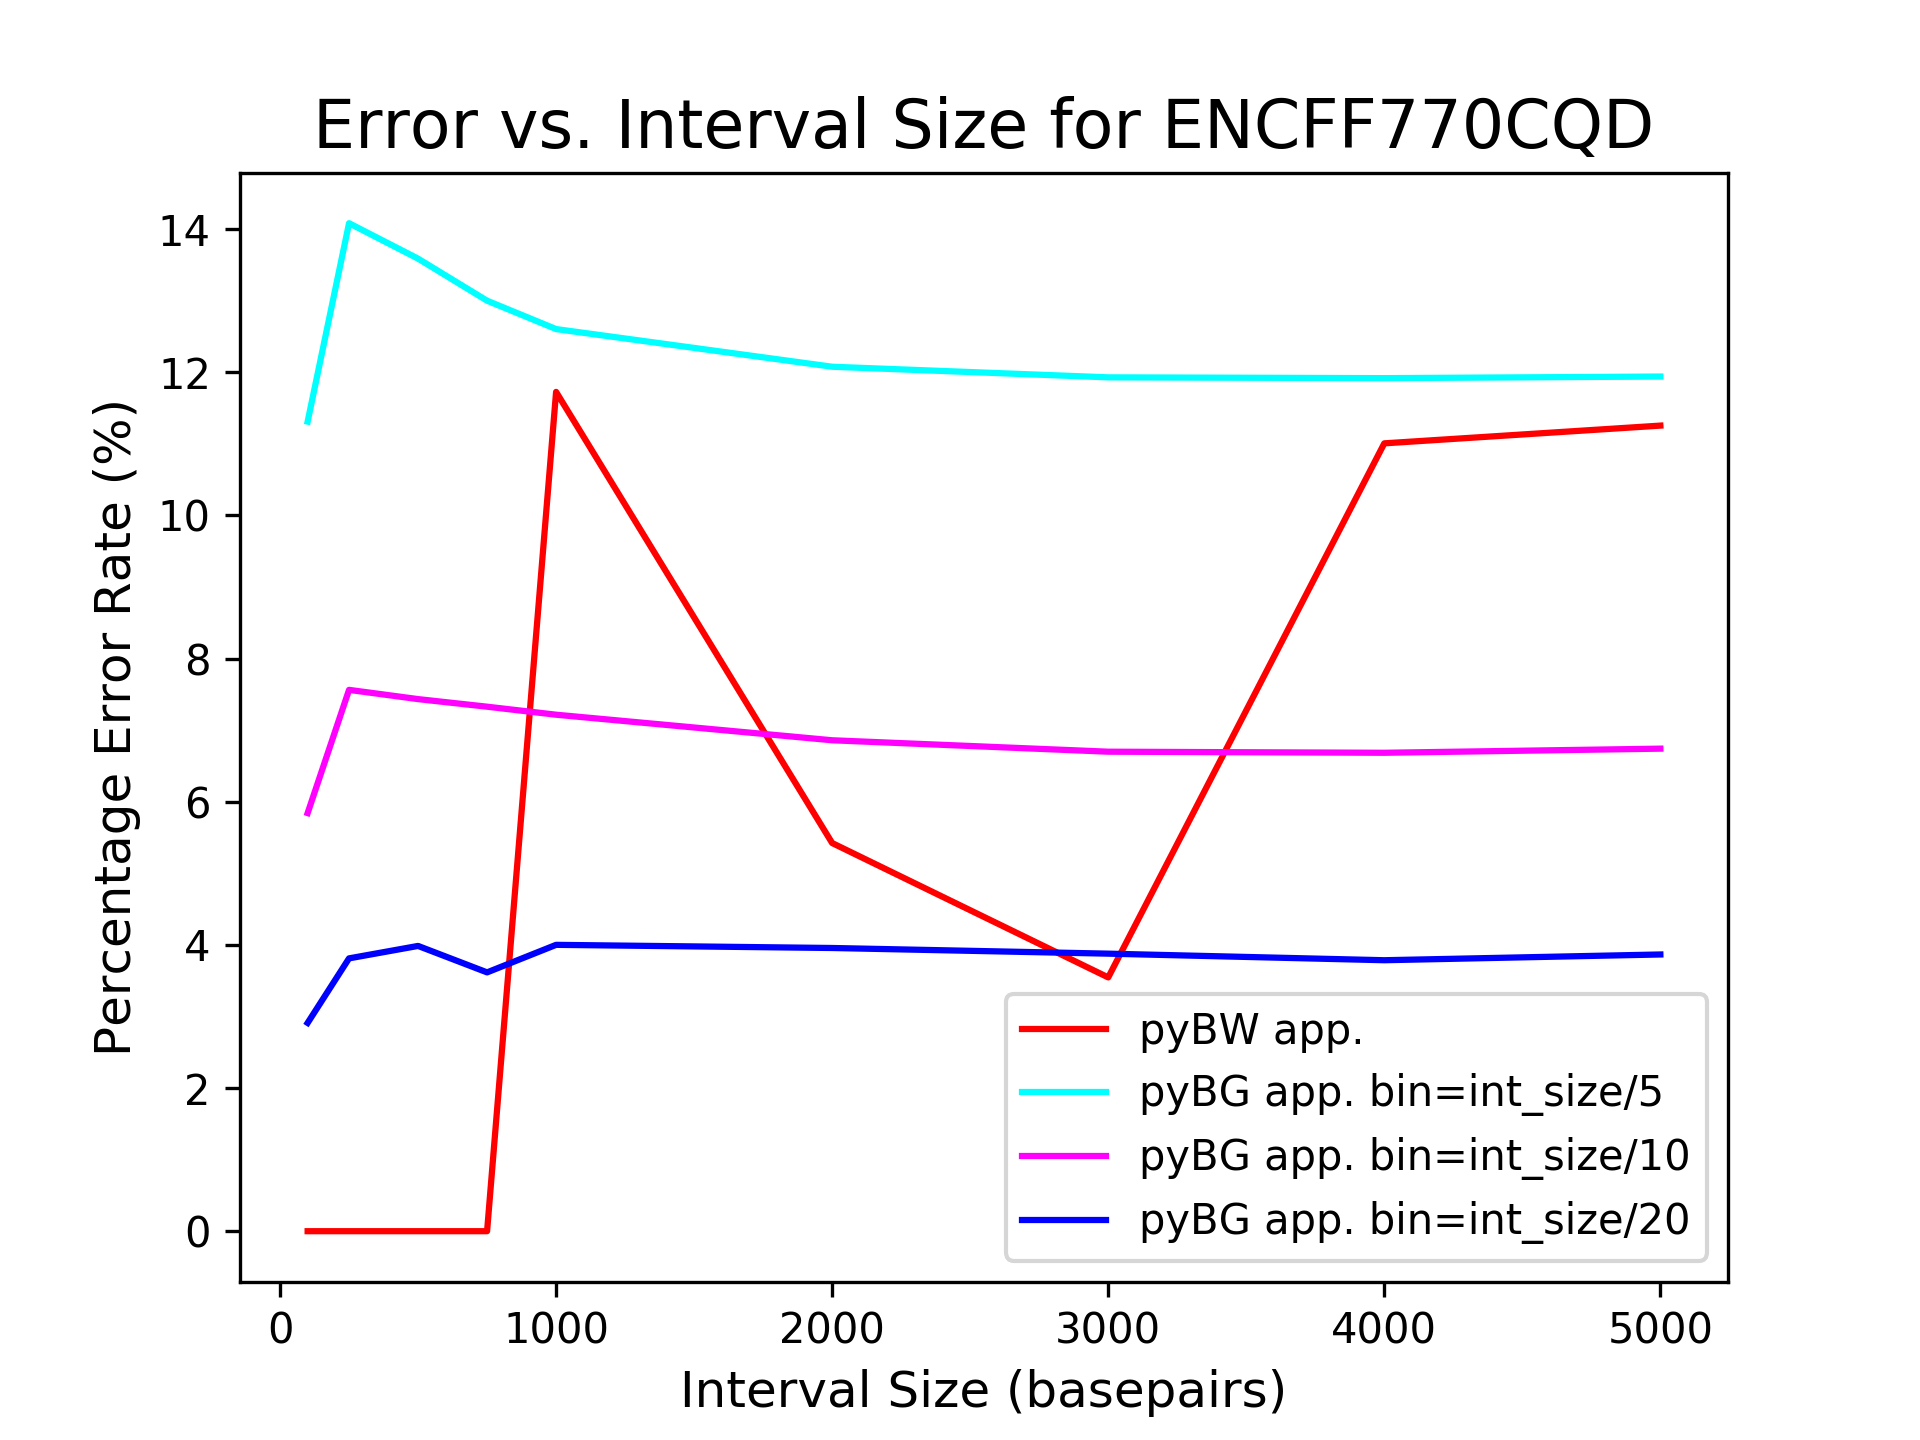 Error vs. Interval Size for ENCFF770CQD
Percentage Error Rate (%)
14
12
10
8
6
4
2
0
pyBW app.
pyBG app. bin=int_size/5
pyBG app. bin=int_size/10
pyBG app. bin=int_size/20
0 1000 2000 3000 4000 5000
Interval Size (basepairs)